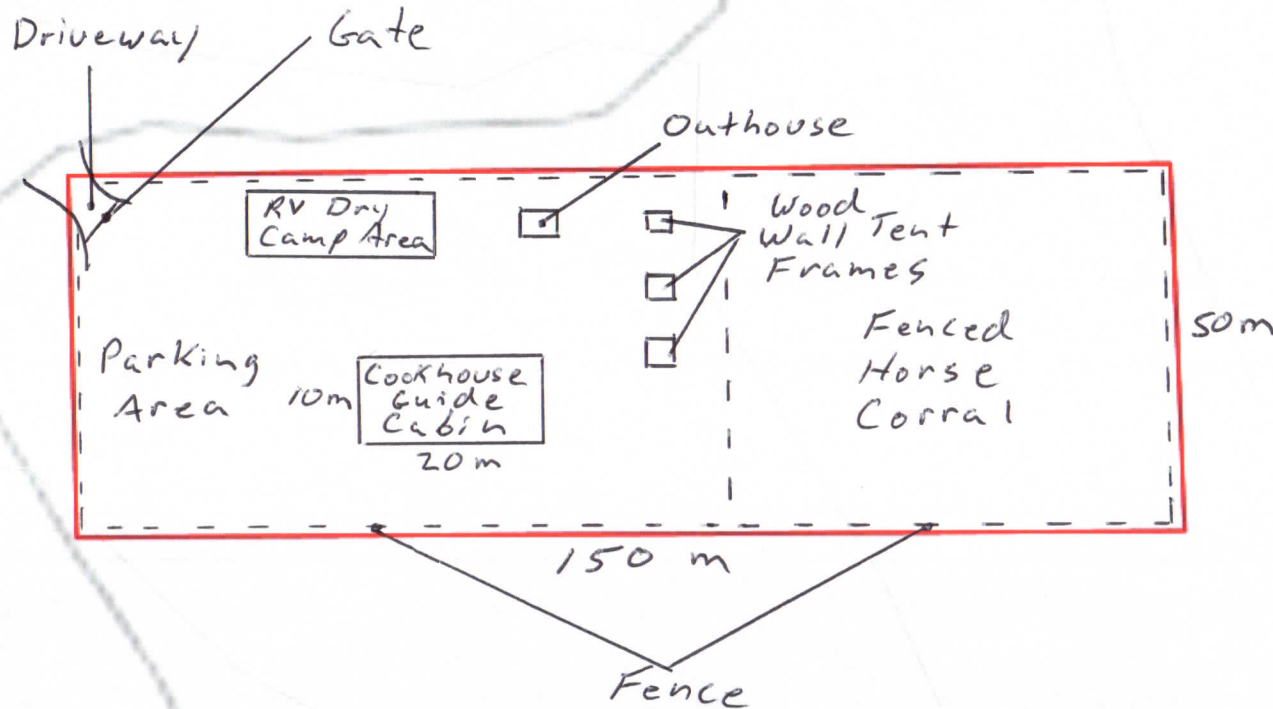 Driveway
Gate
Outhouse
RV Dry
Camp Area
Wood
Wall Tent
Frames
50m
Fenced
Horse
Corral
Parking
Area
10m
Cookhouse
Guide
Cabin
20 m
150 m
Fence